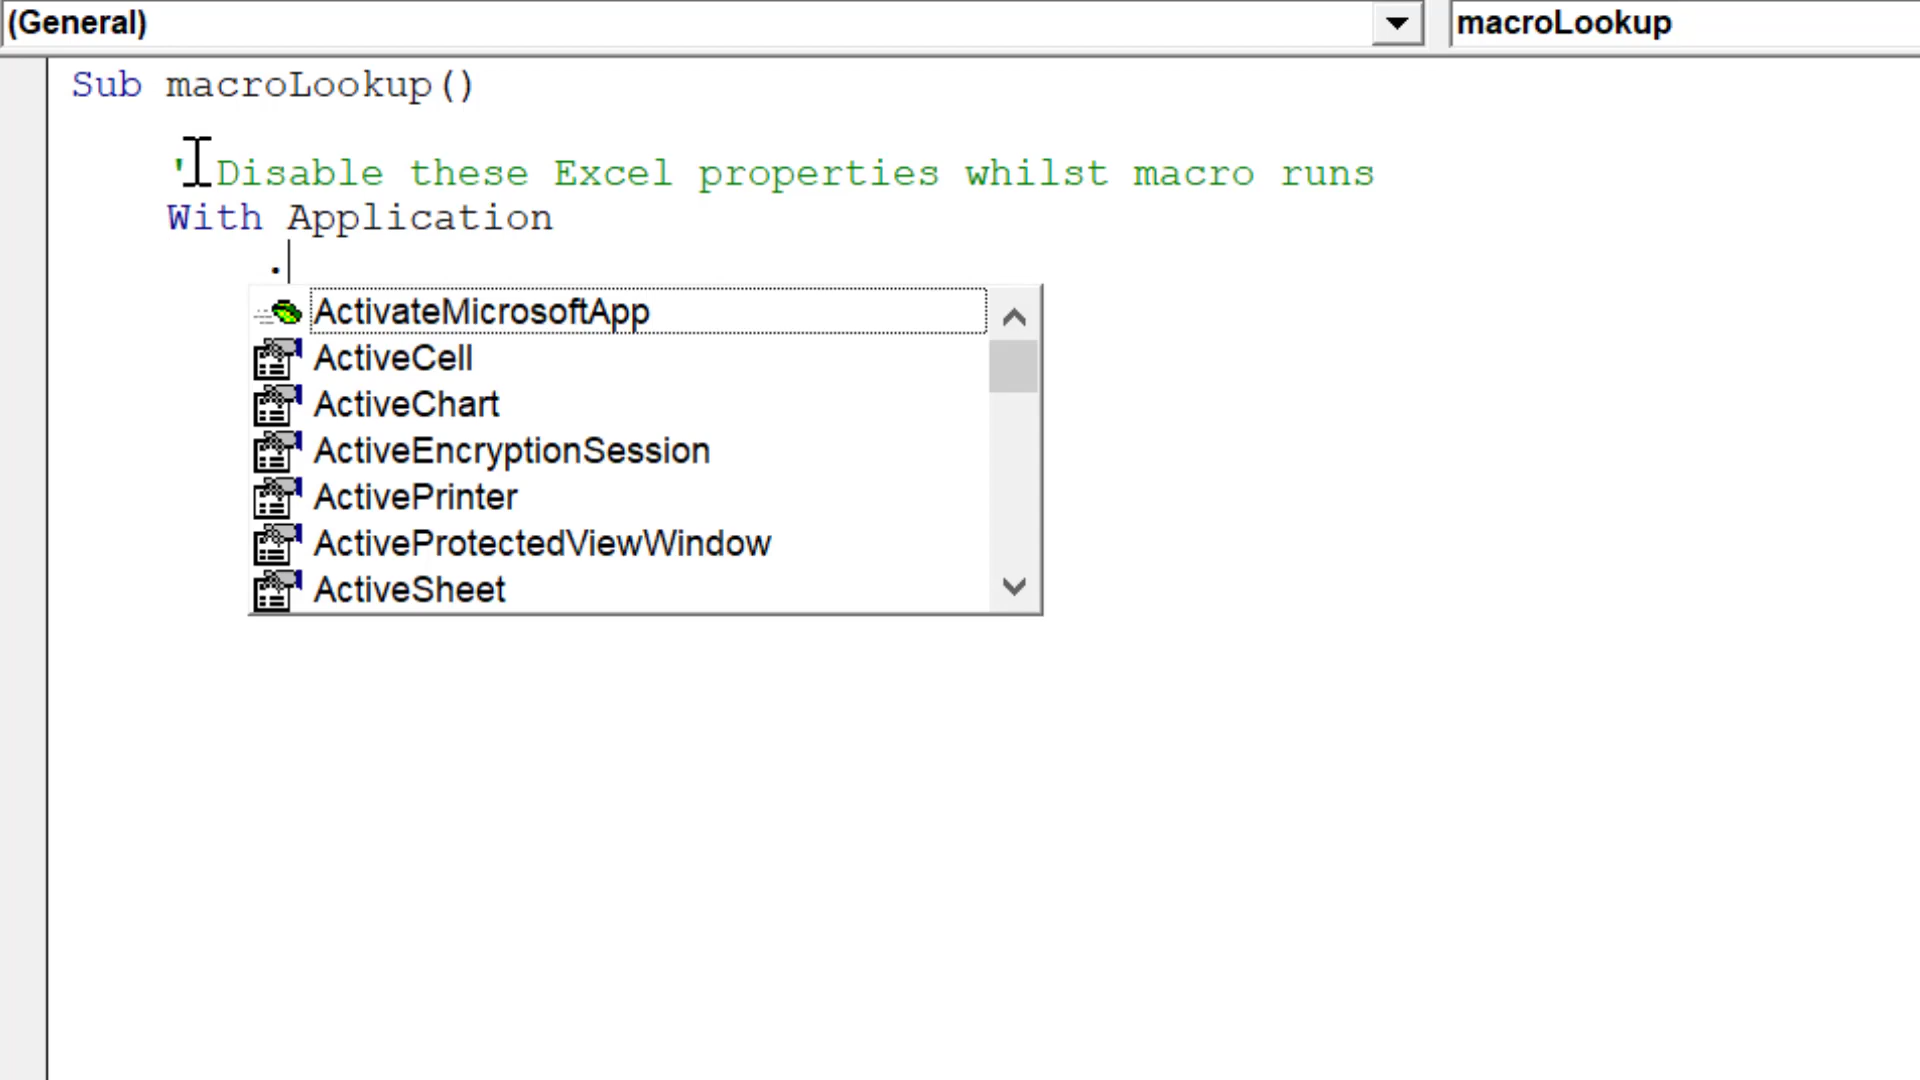 (General)
macroLookup
Sub macroLookup()
' Disable these Excel properties whilst macro runs
With Application
.
ActivateMicrosoftApp
ActiveCell
ActiveChart
ActiveEncryptionSession
ActivePrinter
ActiveProtectedViewWindow
ActiveSheet